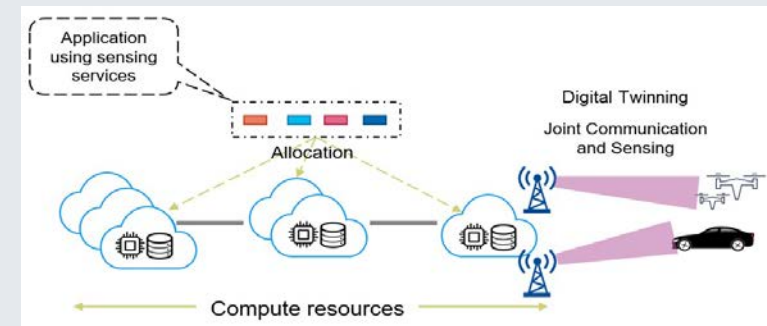 Application
using sensing
services
Digital Twinning
Joint Communication
and Sensing
Allocation
Compute resources